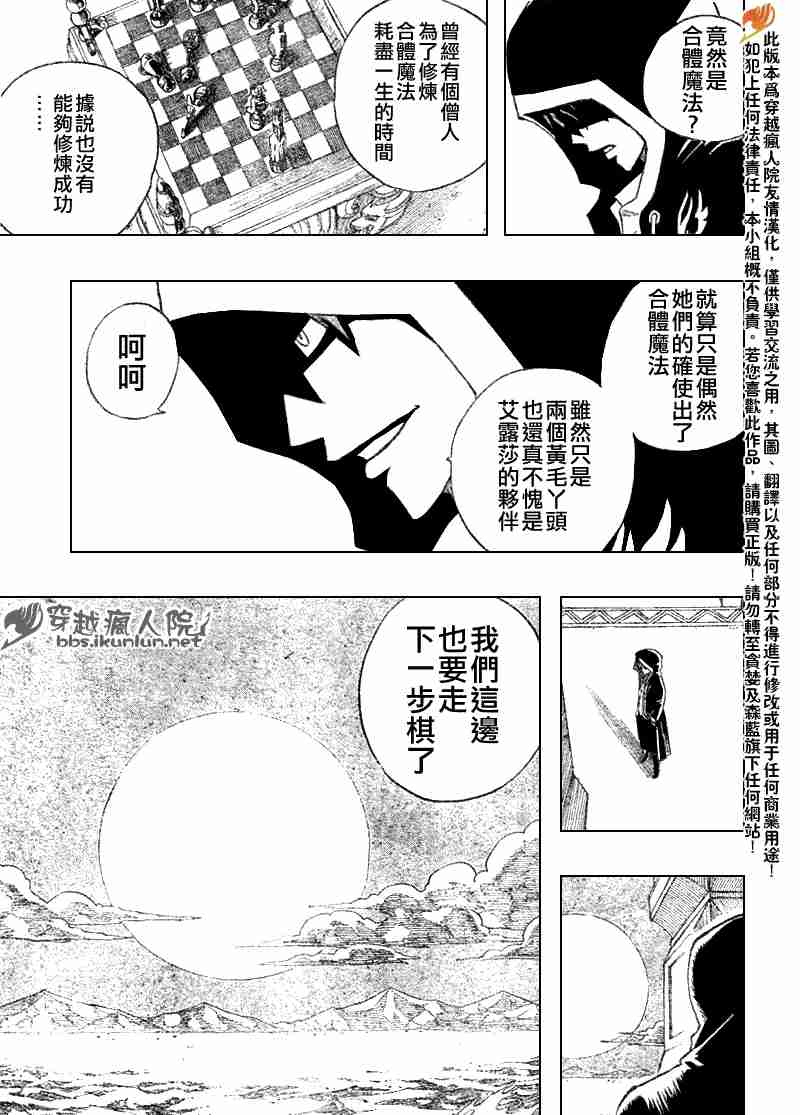 竟然是
合體魔法？
曾經有個僧人
為了修煉
合體魔法
耗盡一生的時間
據説也沒有
能夠修煉成功
……
就算只是偶然
她們的確使出了
合體魔法
雖然只是
兩個黃毛丫頭
也還真不愧是
艾露莎的夥伴
呵呵
我們這邊
也要走
下一步棋了
穿越瘋人院
bbs.ikunlun.net
此版本爲穿越瘋人院友情漢化，僅供學習交流之用，其圖、翻譯以及任何部分不得進行修改或用于任何商業用途！
如犯上任何法律責任，本小組概不負責。若您喜歡此作品，請購買正版！請勿轉至貪婪及森藍旗下任何網站！